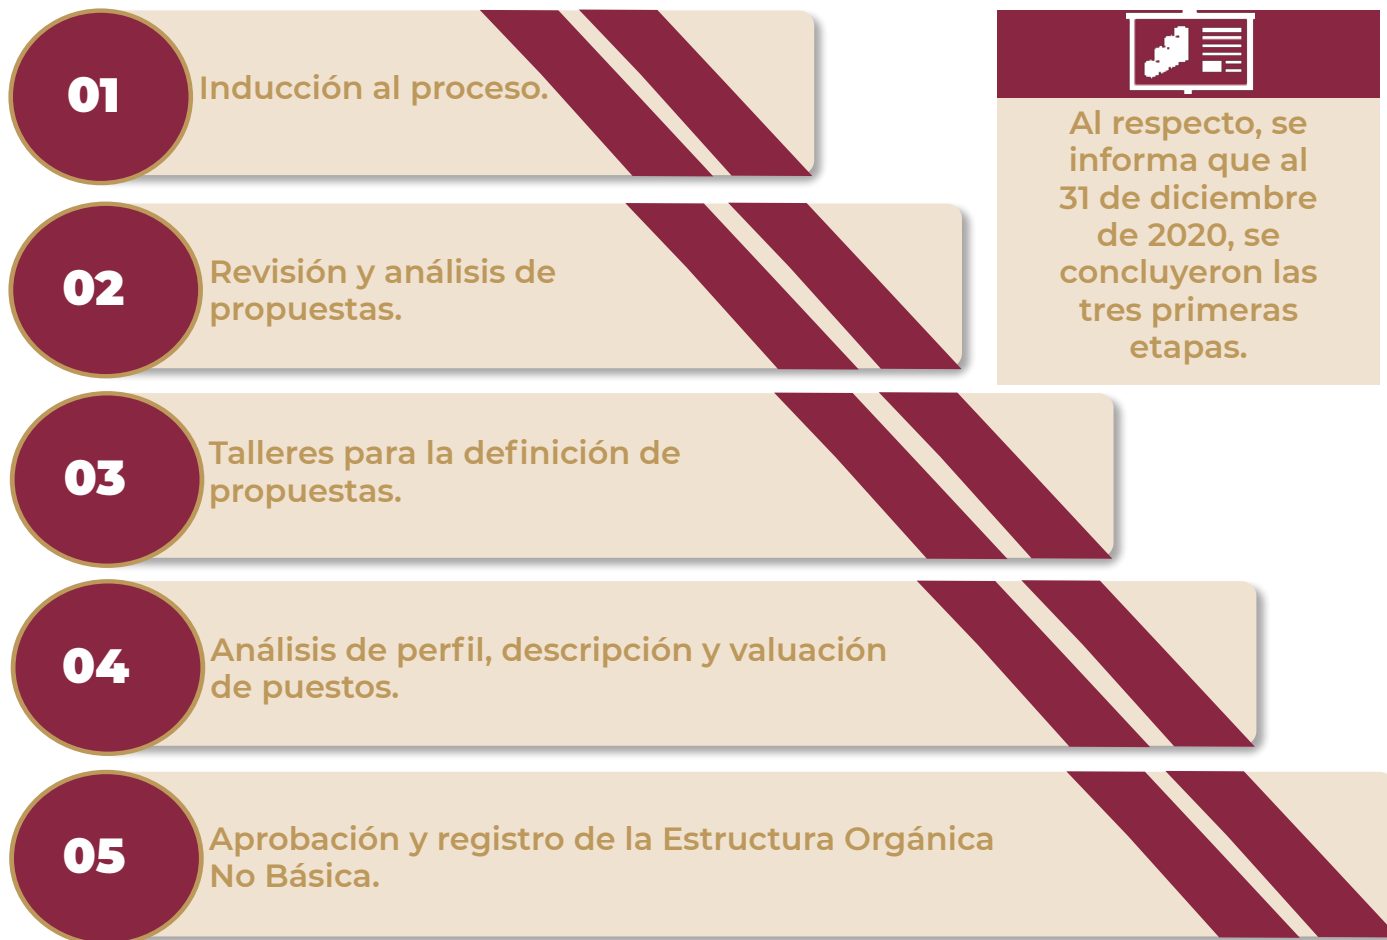 01
Inducción al proceso.
Al respecto, se
informa que al
31 de diciembre
de 2020, se
concluyeron las
tres primeras
etapas.
02
Revisión y análisis de
propuestas.
03
Talleres para la definición de
propuestas.
04
Análisis de perfil, descripción y valuación
de puestos.
05
Aprobación y registro de la Estructura Orgánica
No Básica.